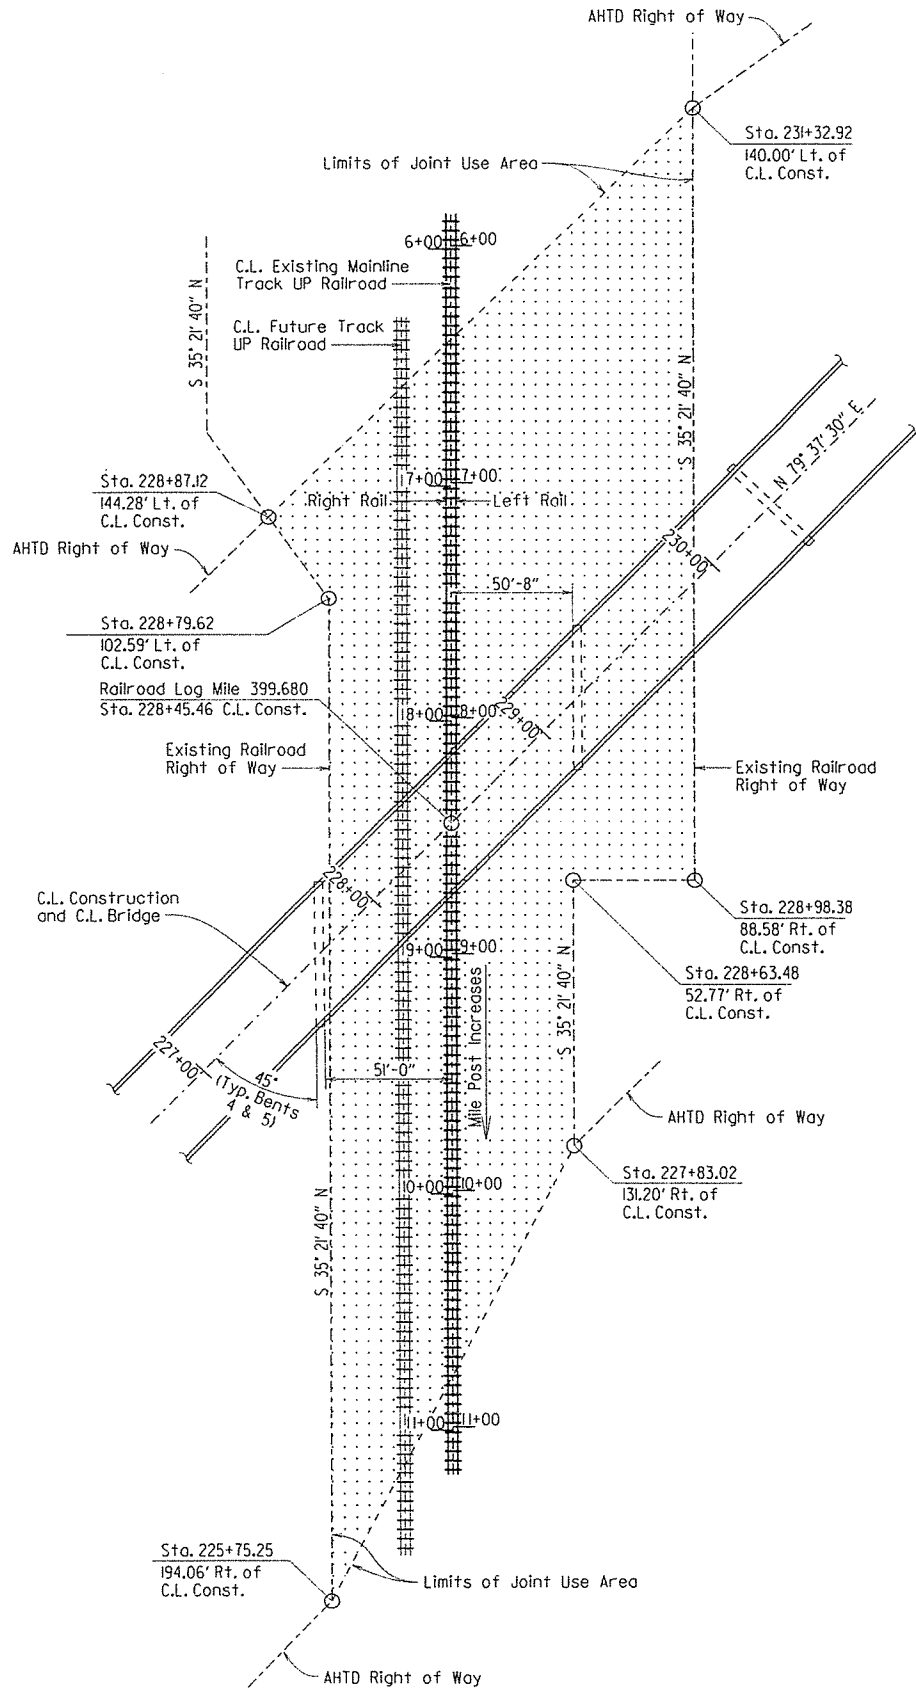 AHTD Right of Way
Sta. 231+32.92
140.00' Lt. of
C.L. Const.
Limits of Joint Use Area
6+00 6+00
C.L. Existing Mainline
Track UP Railroad
S 35° 21' 40" N
C.L. Future Track
UP Railroad
S 35° 21' 40" N
N 79° 37' 30" E
Sta. 228+87.12
144.28' Lt. of
C.L. Const.
7+00 7+00
Right Rail
Left Rail
AHTD Right of Way
230+00
50'-8"
Sta. 228+79.62
102.59' Lt. of
C.L. Const.
Railroad Log Mile 399.680
Sta. 228+45.46 C.L. Const.
8+00 8+00
229+00
Existing Railroad
Right of Way
Existing Railroad
Right of Way
228+00
C.L. Construction
and C.L. Bridge
Sta. 228+98.38
88.58' Rt. of
C.L. Const.
9+00 9+00
S 35° 21' 40" N
Sta. 228+63.48
52.77' Rt. of
C.L. Const.
Mile Post Increases
227+00
45°
(Typ. Bents
4 & 5)
51'-0"
AHTD Right of Way
Sta. 227+83.02
131.20' Rt. of
C.L. Const.
10+00 10+00
S 35° 21' 40" N
11+00 11+00
Sta. 225+75.25
194.06' Rt. of
C.L. Const.
Limits of Joint Use Area
AHTD Right of Way